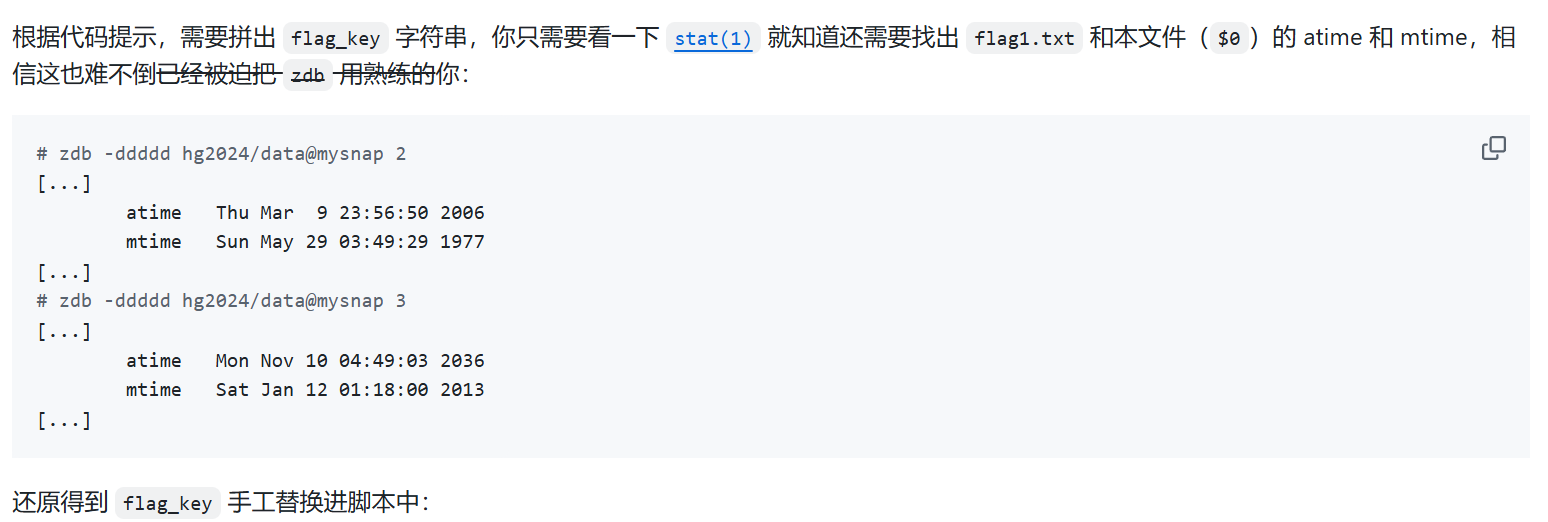 根据代码提示，需要拼出 flag_key 字符串，你只需要看一下 stat(1) 就知道还需要找出 flag1.txt 和本文件（$0）的 atime 和 mtime，相
信这也难不倒已经被迫把 zdb 用熟练的你：
# zdb -dddd hg2024/data@mysnap 2
[...]
        atime   Thu Mar  9 23:56:50 2006
        mtime   Sun May 29 03:49:29 1977
[...]
# zdb -dddd hg2024/data@mysnap 3
[...]
        atime   Mon Nov 10 04:49:03 2036
        mtime   Sat Jan 12 01:18:00 2013
[...]
还原得到 flag_key 手工替换进脚本中：